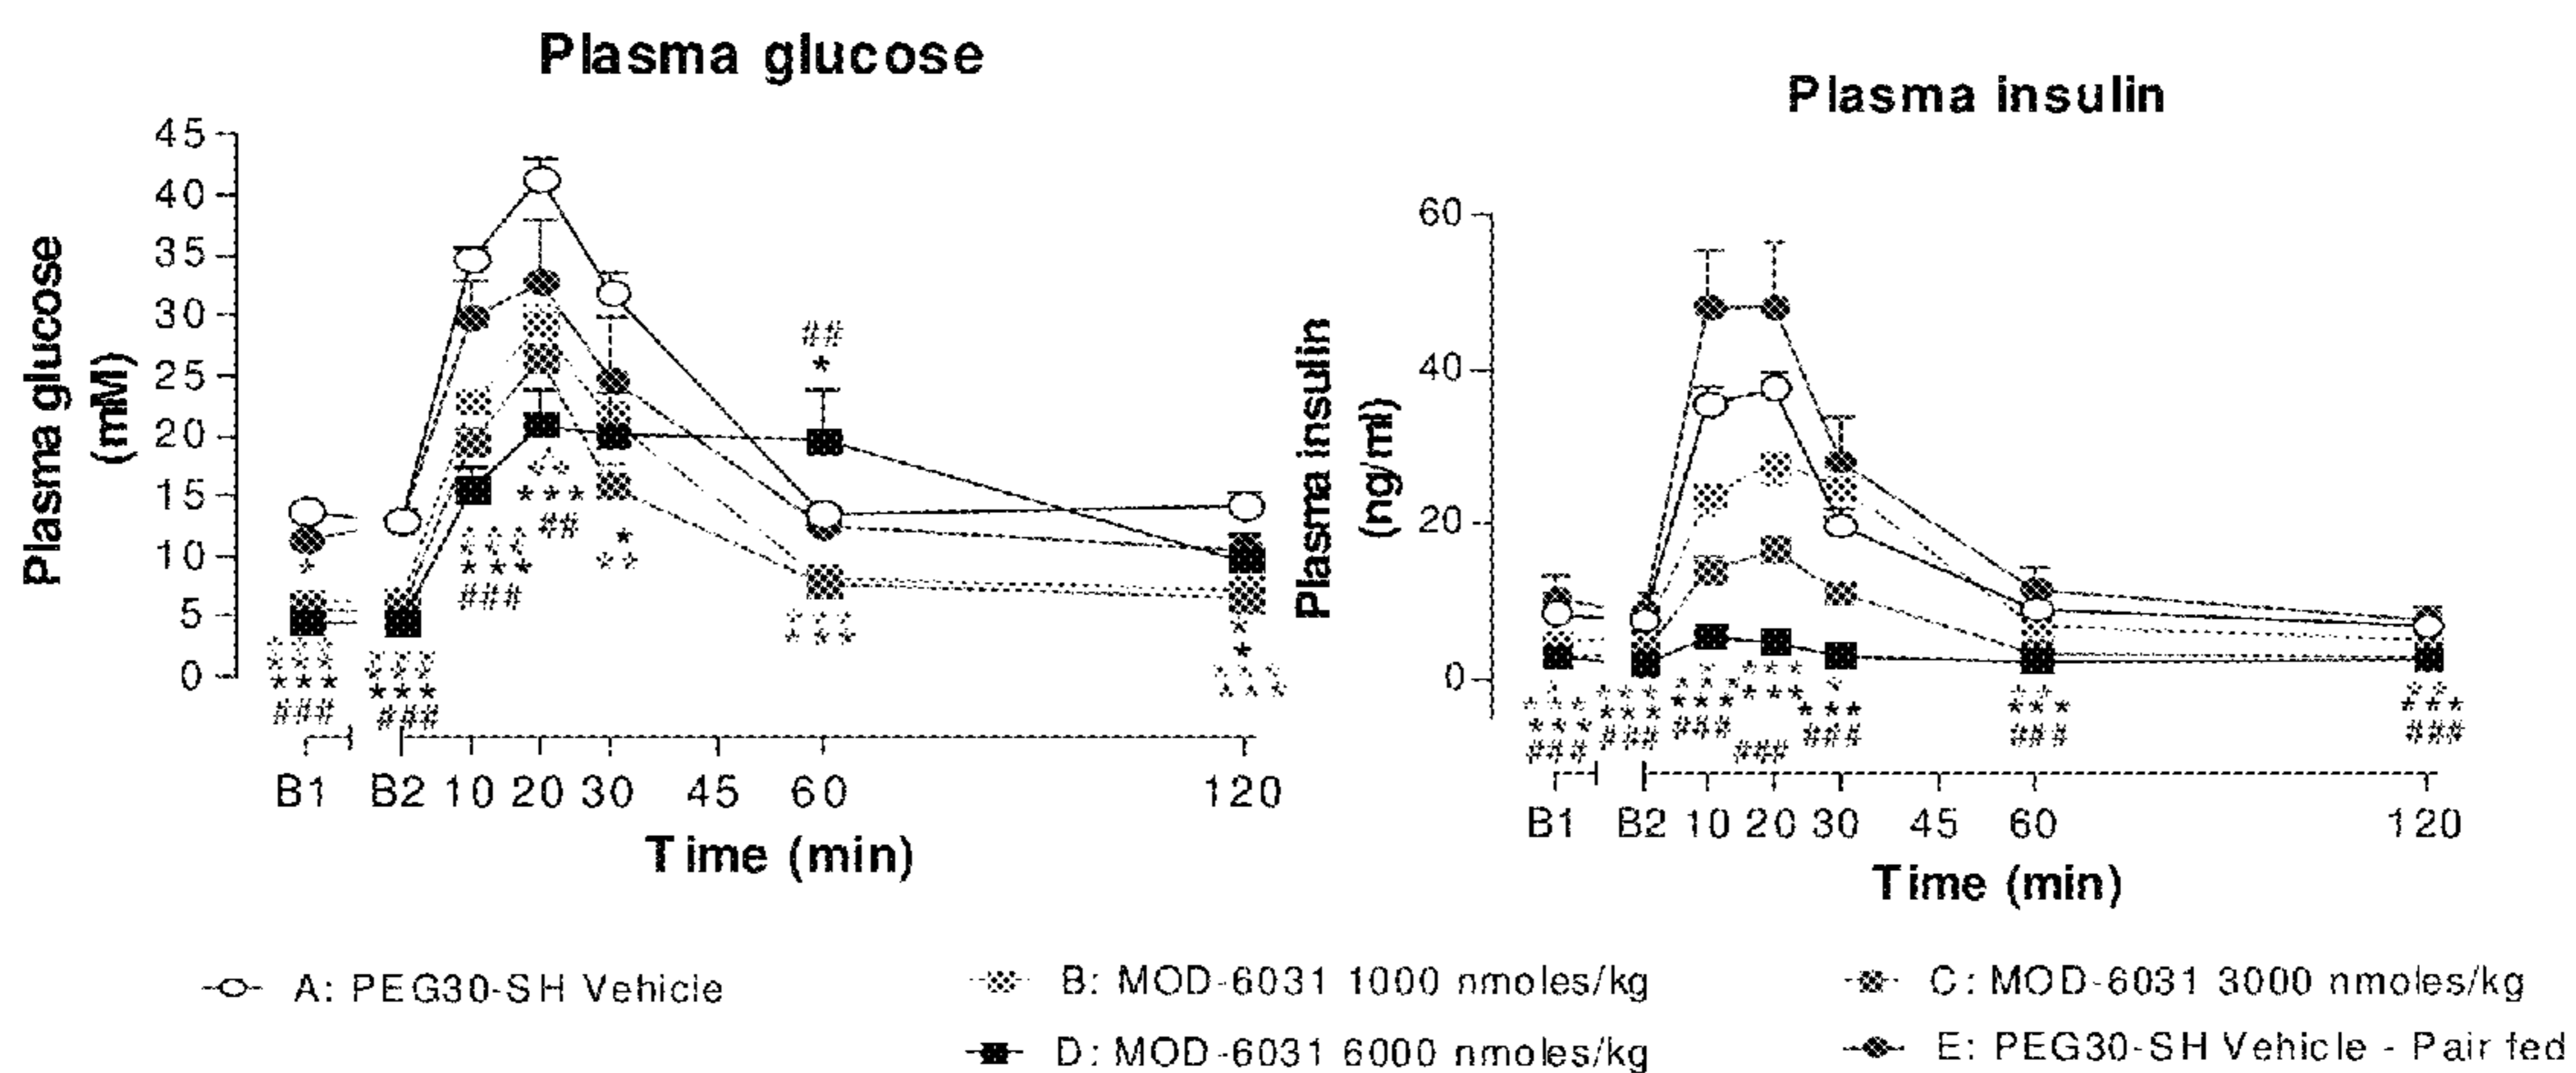 Plasma glucose
Plasma glucose
(mM)
45
40
35
30
25
20
15
10
5
0
##
*
***
##
*
***
###
***
###
***
###
*
B1 B2 10 20 30 45 60 120
Time (min)
Plasma insulin
Plasma insulin
(ng/ml)
60
40
20
0
###
###
###
###
###
###
###
B1 B2 10 20 30 45 60 120
Time (min)
A: PEG30-SH Vehicle
B: MOD-6031 1000 nmoles/kg
C: MOD-6031 3000 nmoles/kg
D: MOD-6031 6000 nmoles/kg
E: PEG30-SH Vehicle - Pair fed